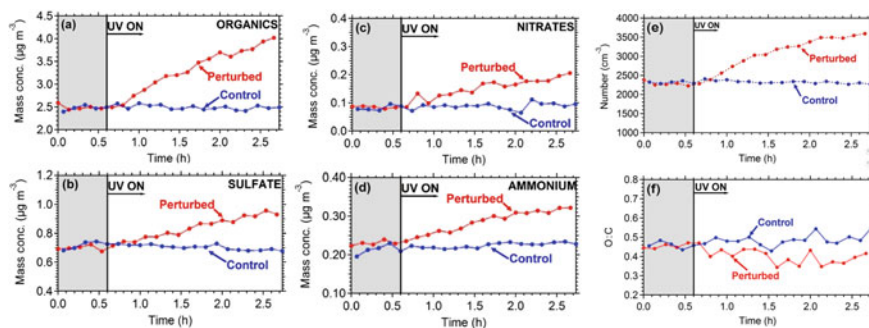 (a) UV ON ORGANICS
Mass conc. (µg m⁻³)
4.5
4.0
3.5
3.0
2.5
2.0
Perturbed
Control
0.0 0.5 1.0 1.5 2.0 2.5
Time (h)
(c) UV ON NITRATES
Mass conc. (µg m⁻³)
0.4
0.3
0.2
0.1
0.0
Perturbed
Control
0.0 0.5 1.0 1.5 2.0 2.5
Time (h)
(e) UV ON
Number (cm⁻³)
4000
3500
3000
2500
2000
1500
1000
Perturbed
Control
0.0 0.5 1.0 1.5 2.0 2.5
Time (h)
(b) UV ON SULFATE
Mass conc. (µg m⁻³)
1.2
1.0
0.8
0.6
0.4
Perturbed
Control
0.0 0.5 1.0 1.5 2.0 2.5
Time (h)
(d) UV ON AMMONIUM
Mass conc. (µg m⁻³)
0.40
0.30
0.20
0.10
Perturbed
Control
0.0 0.5 1.0 1.5 2.0 2.5
Time (h)
(f) UV ON
O:C
0.8
0.7
0.6
0.5
0.4
0.3
0.2
Control
Perturbed
0.0 0.5 1.0 1.5 2.0 2.5
Time (h)